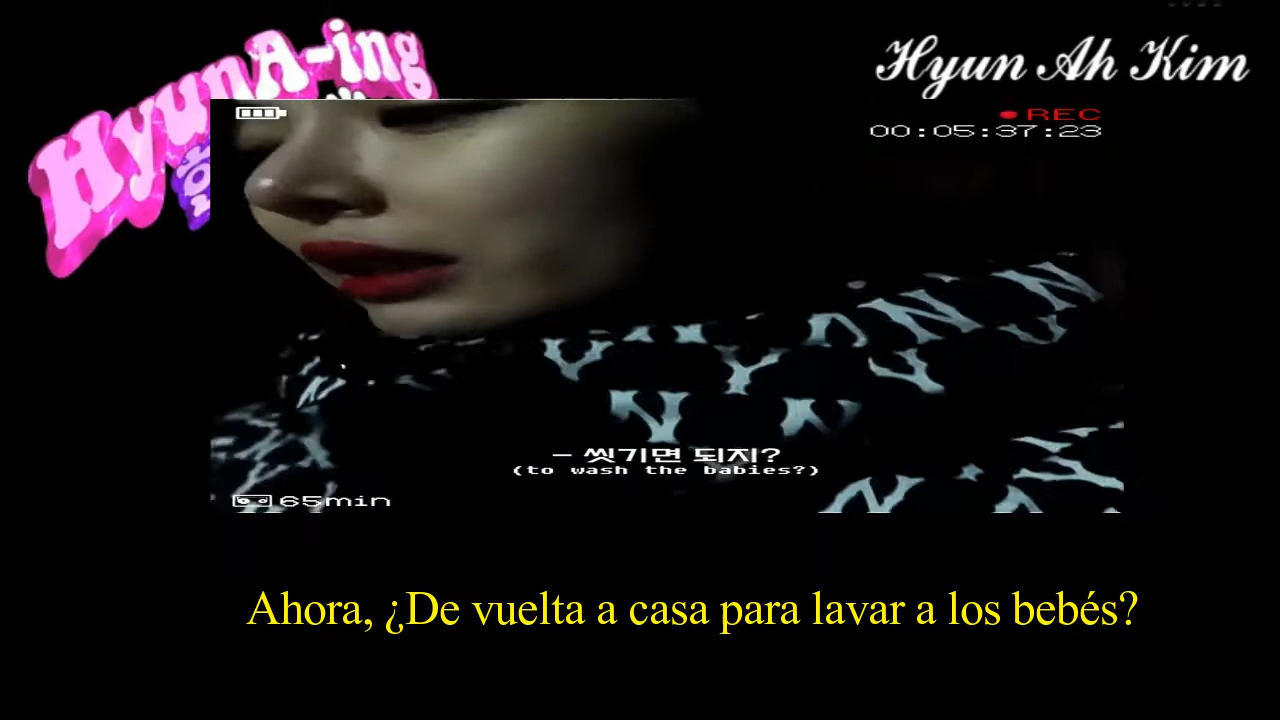 HyunA-ing
Hyun Ah Kim
REC
00:05:37:23
– 씻기면 되지?
(to wash the babies?)
65min
Ahora, ¿De vuelta a casa para lavar a los bebés?